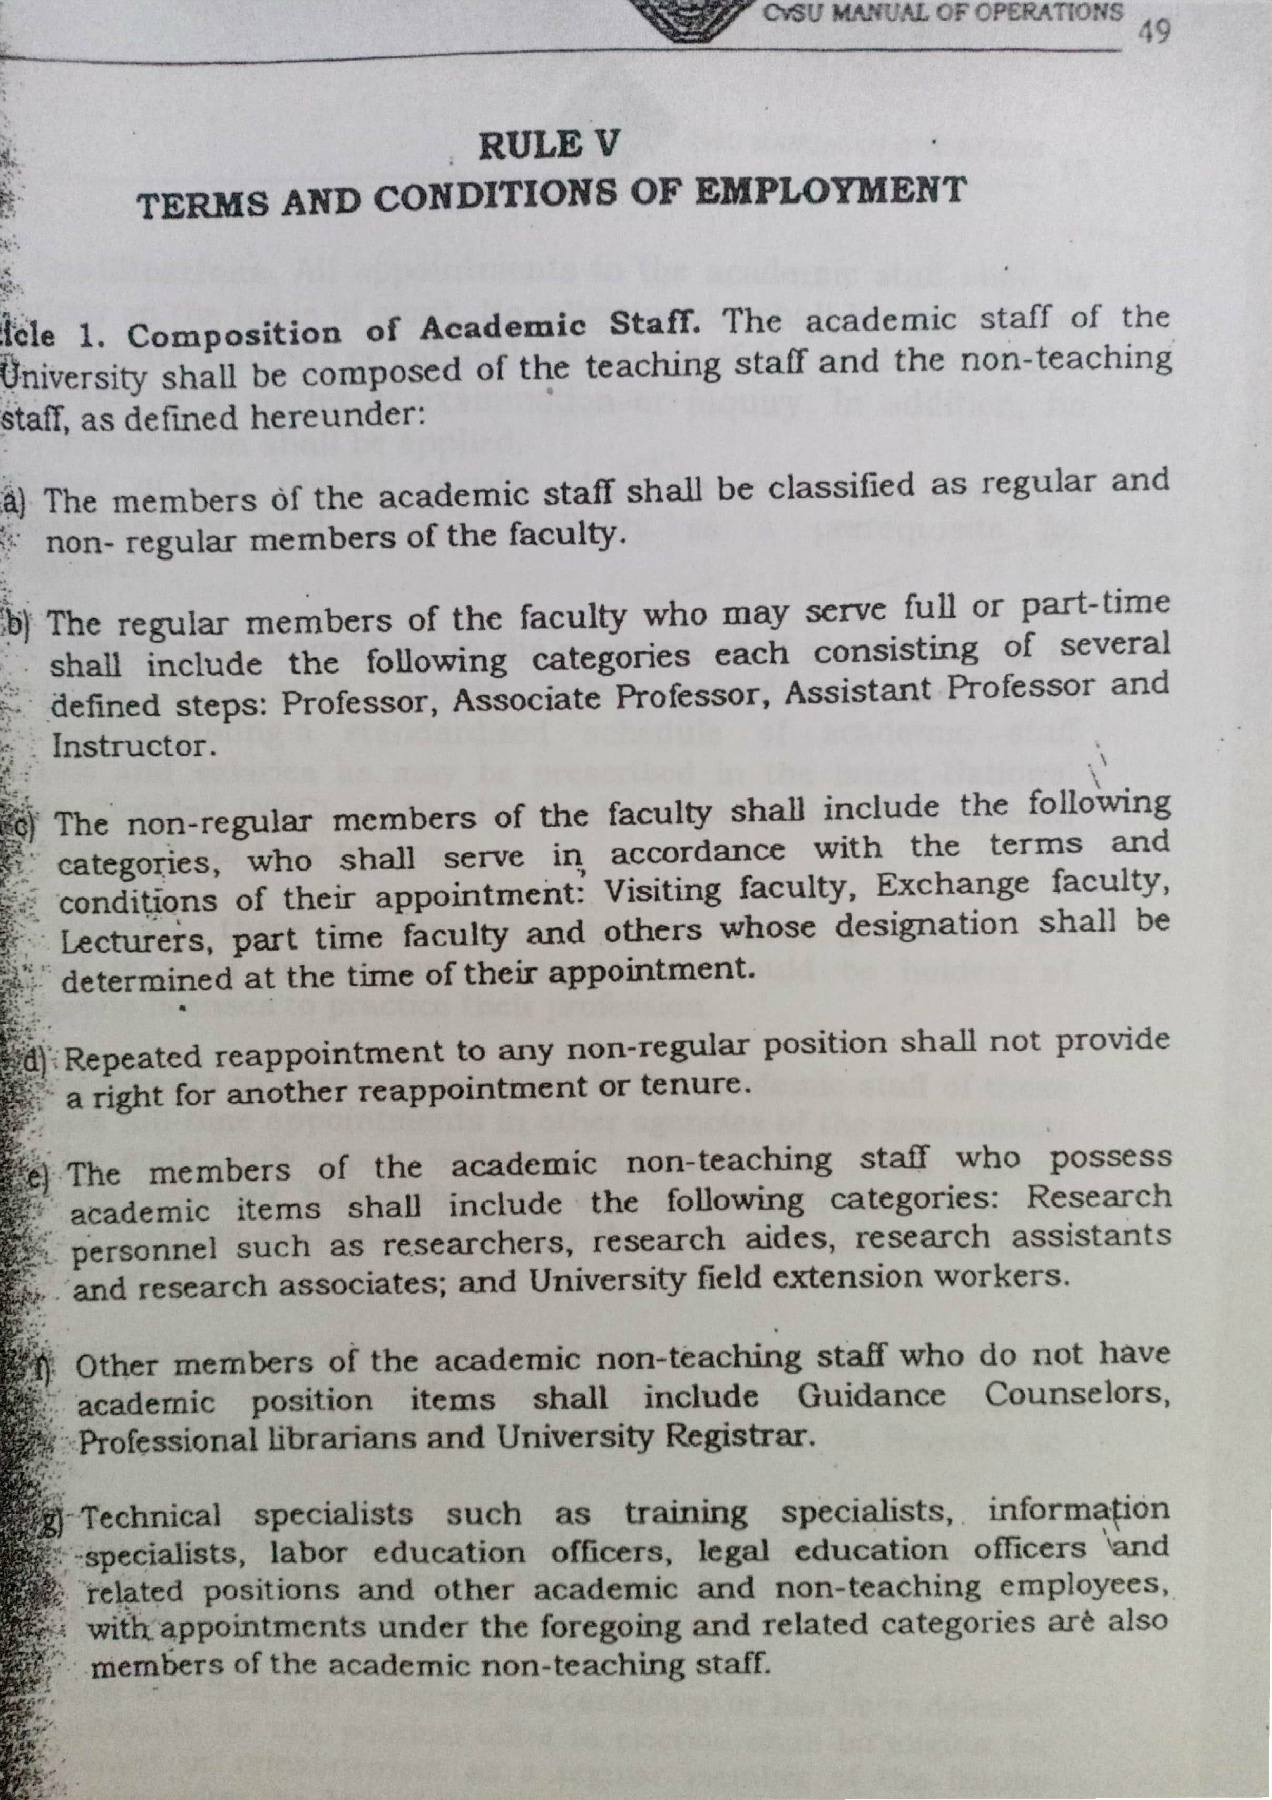 CvSU MANUAL OF OPERATIONS
49
RULE V
TERMS AND CONDITIONS OF EMPLOYMENT
icle 1. Composition of Academic Staff. The academic staff of the
University shall be composed of the teaching staff and the non-teaching
staff, as defined hereunder:
a) The members of the academic staff shall be classified as regular and
non- regular members of the faculty.
b) The regular members of the faculty who may serve full or part-time
shall include the following categories each consisting of several
defined steps: Professor, Associate Professor, Assistant Professor and
Instructor.
c) The non-regular members of the faculty shall include the following
categories, who shall serve in accordance with the terms and
conditions of their appointment: Visiting faculty, Exchange faculty,
Lecturers, part time faculty and others whose designation shall be
determined at the time of their appointment.
d) Repeated reappointment to any non-regular position shall not provide
a right for another reappointment or tenure.
e) The members of the academic non-teaching staff who possess
academic items shall include the following categories: Research
personnel such as researchers, research aides, research assistants
and research associates; and University field extension workers.
f) Other members of the academic non-teaching staff who do not have
academic position items shall include Guidance Counselors,
Professional librarians and University Registrar.
g) Technical specialists such as training specialists, information
specialists, labor education officers, legal education officers and
related positions and other academic and non-teaching employees,
with appointments under the foregoing and related categories are also
members of the academic non-teaching staff.